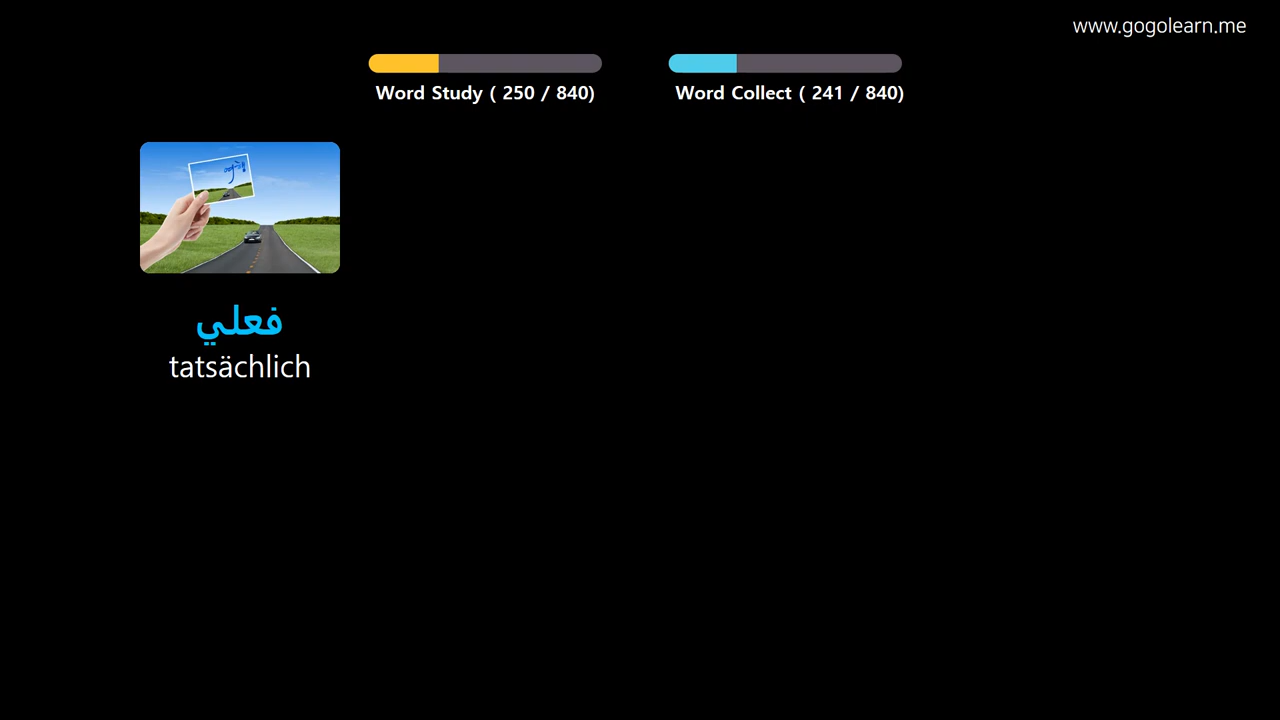 www.gogolearn.me
Word Study ( 250 / 840)
Word Collect ( 241 / 840)
فعلي
tatsächlich